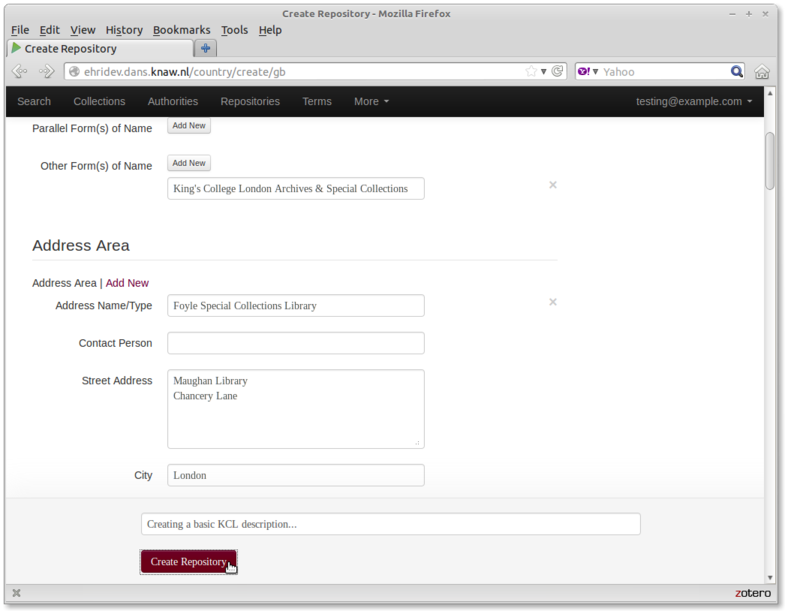 Create Repository - Mozilla Firefox
File Edit View History Bookmarks Tools Help
Create Repository
ehridev.dans.knaw.nl/country/create/gb
Y! Yahoo
Search Collections Authorities Repositories Terms More testing@example.com
Parallel Form(s) of Name Add New
Other Form(s) of Name Add New
King's College London Archives & Special Collections
Address Area
Address Area | Add New
Address Name/Type Foyle Special Collections Library
Contact Person
Street Address Maughan Library
Chancery Lane
City London
Creating a basic KCL description...
Create Repository
zotero